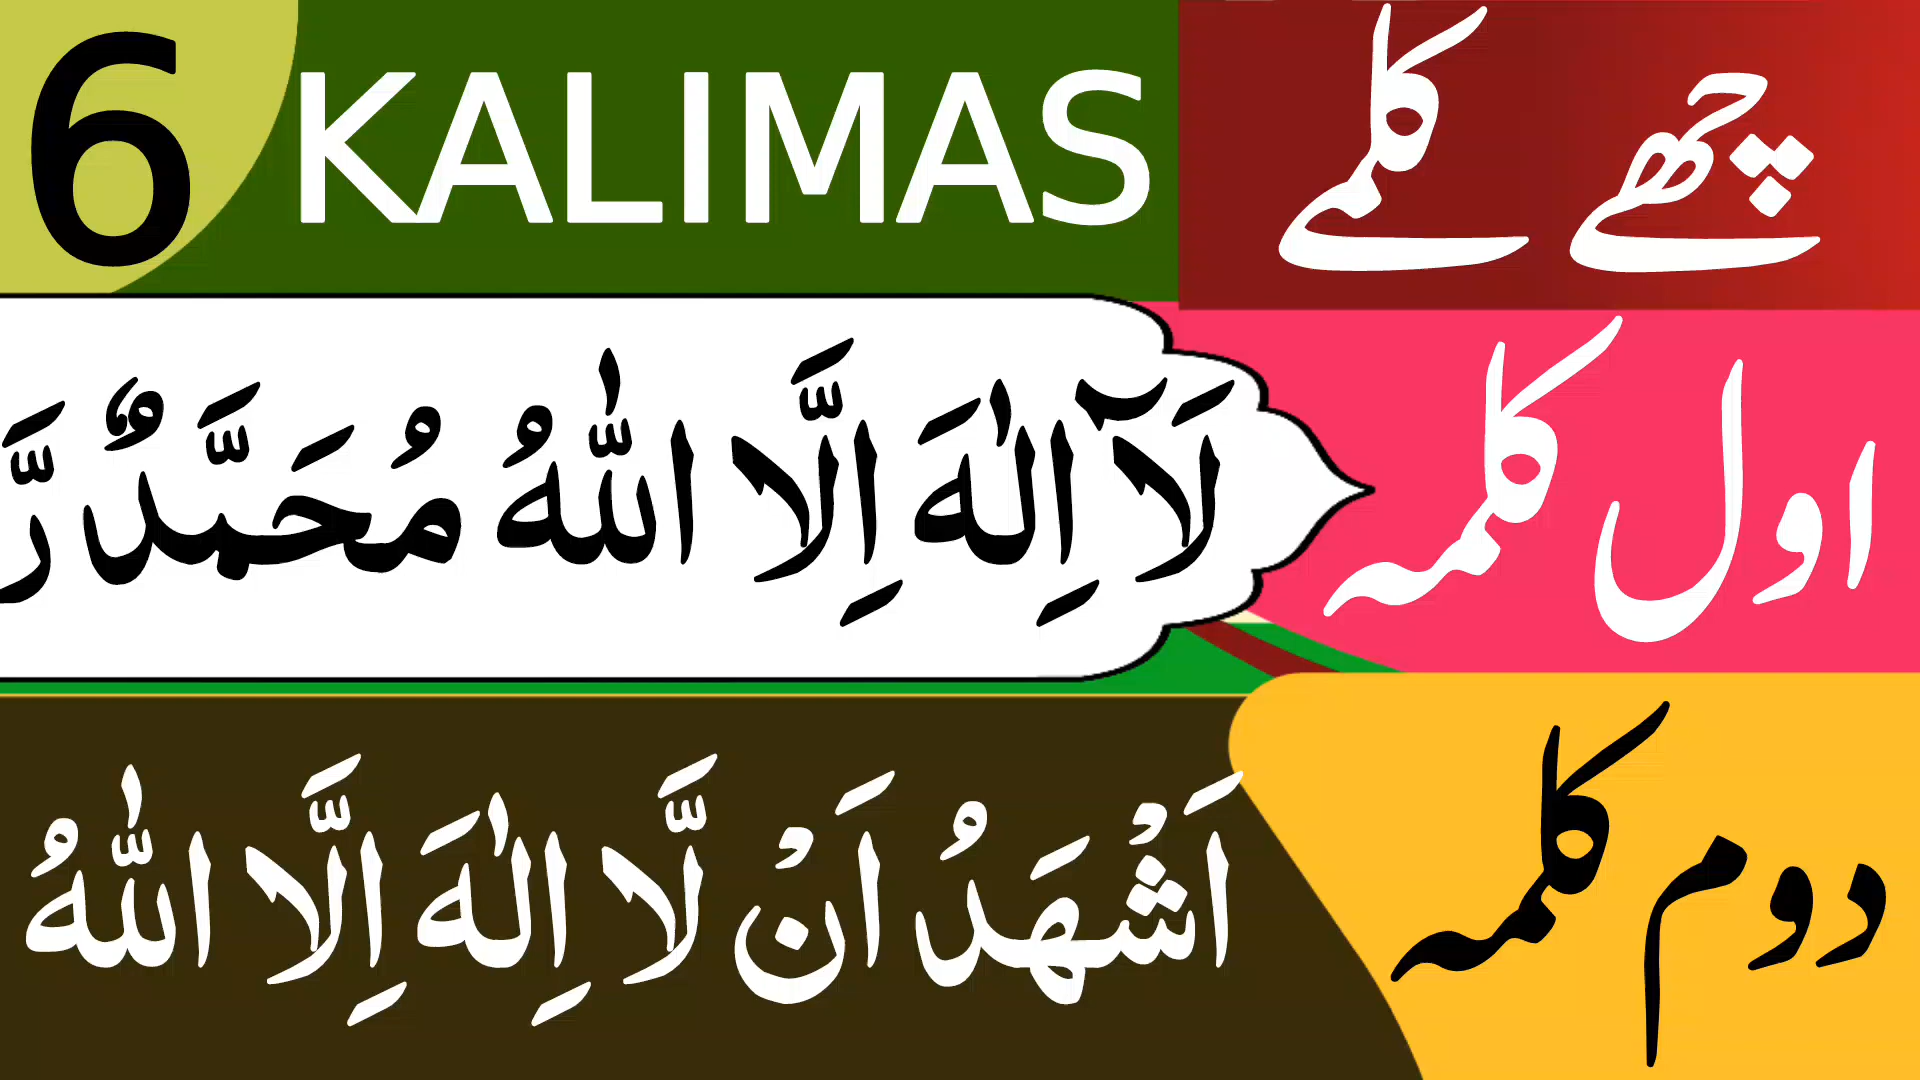 6 KALIMAS
چھے کلمے
اول کلمہ
لَآ اِلٰهَ اِلَّا اللّٰهُ مُحَمَّدٌ رَّ
دوم کلمہ
اَشْهَدُ اَنْ لَّا اِلٰهَ اِلَّا اللّٰهُ